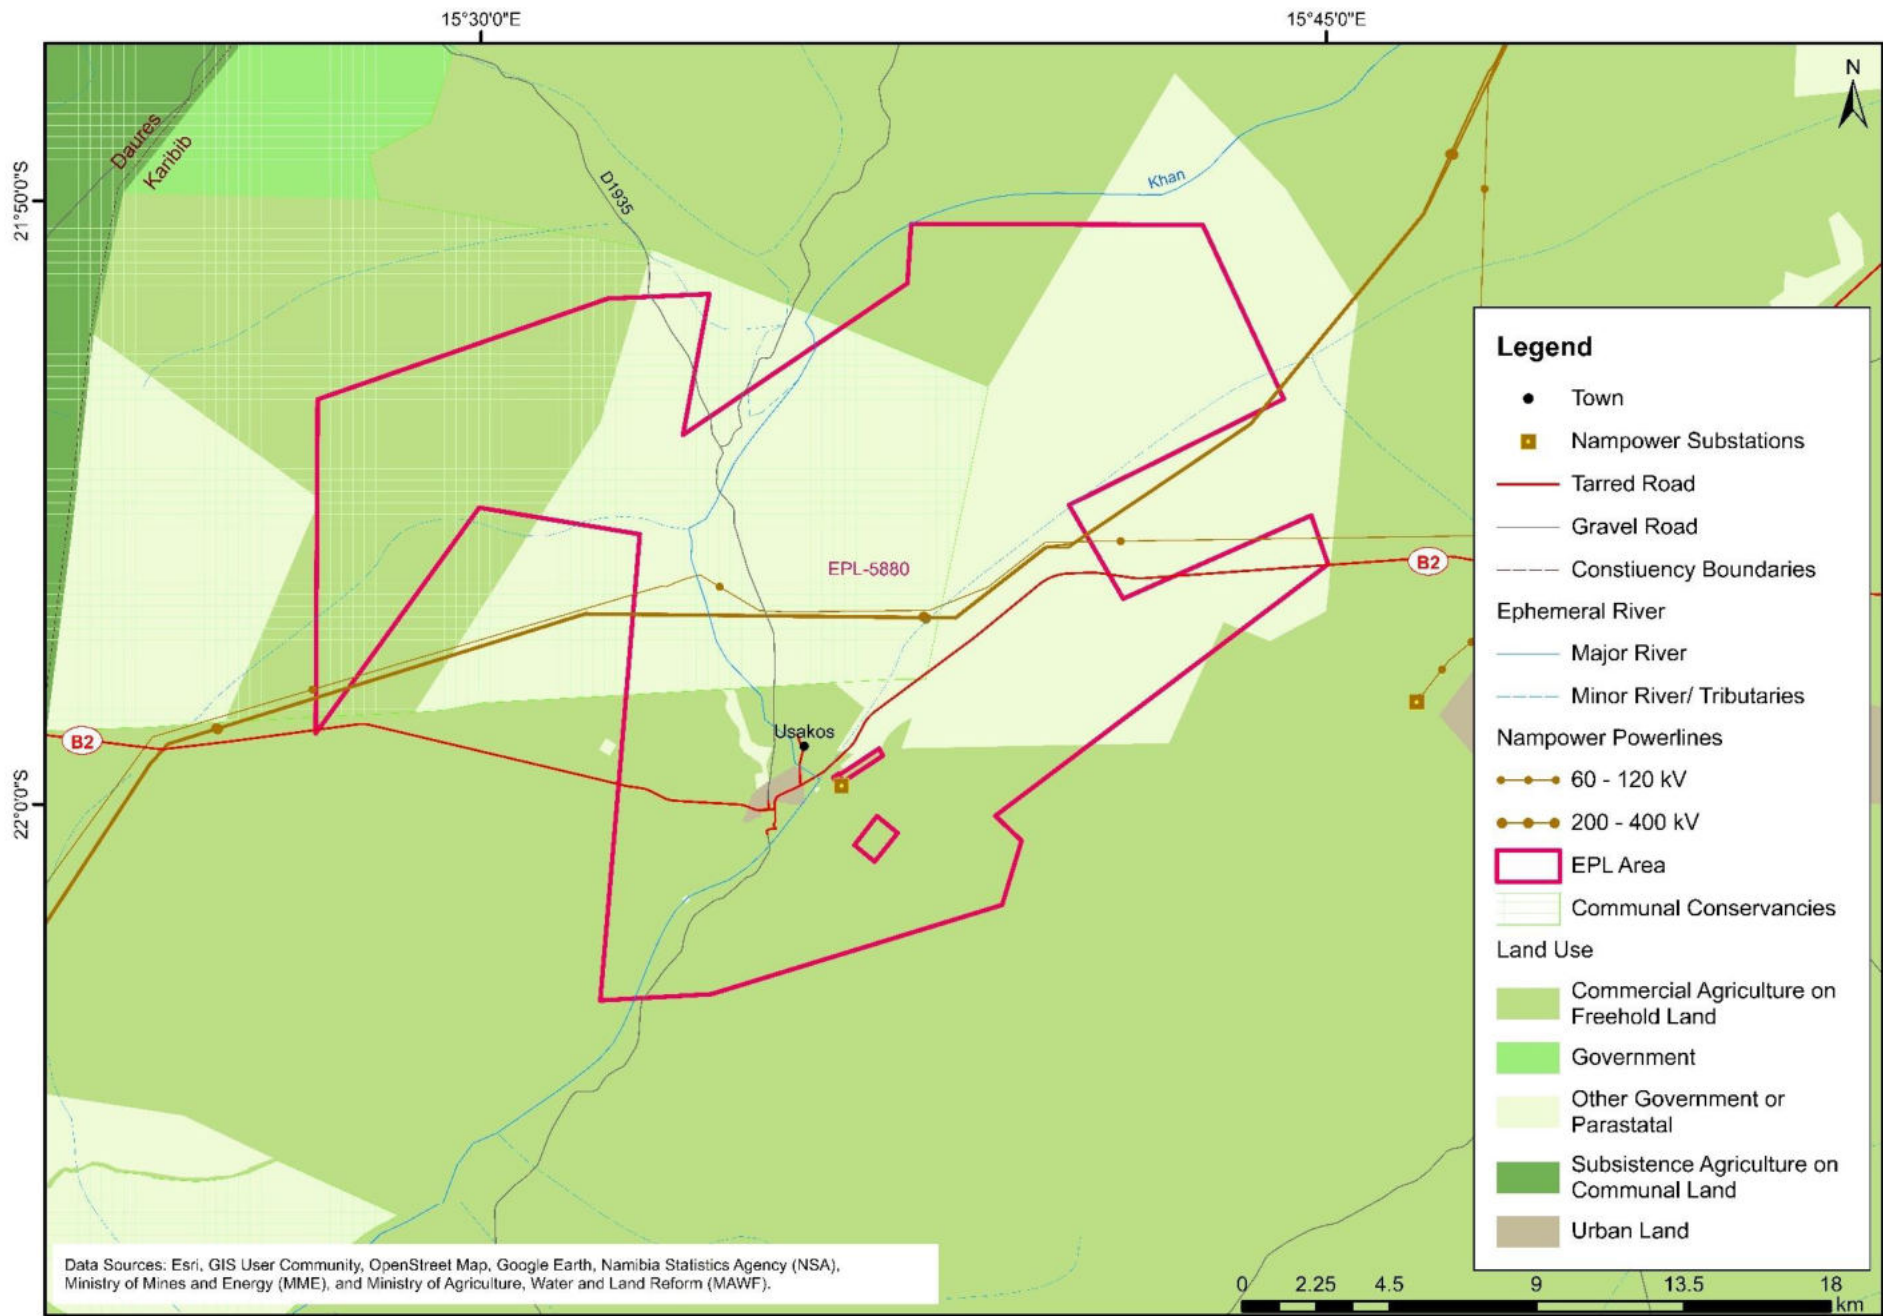 15°30'0"E
15°45'0"E
N
21°50'0"S
22°0'0"S
Daures
Karibib
D1935
Khan
EPL-5880
B2
B2
Usakos
Legend
Town
Nampower Substations
Tarred Road
Gravel Road
Constiuency Boundaries
Ephemeral River
Major River
Minor River/ Tributaries
Nampower Powerlines
60 - 120 kV
200 - 400 kV
EPL Area
Communal Conservancies
Land Use
Commercial Agriculture on
Freehold Land
Government
Other Government or
Parastatal
Subsistence Agriculture on
Communal Land
Urban Land
Data Sources: Esri, GIS User Community, OpenStreet Map, Google Earth, Namibia Statistics Agency (NSA),
Ministry of Mines and Energy (MME), and Ministry of Agriculture, Water and Land Reform (MAWF).
0 2.25 4.5 9 13.5 18
km